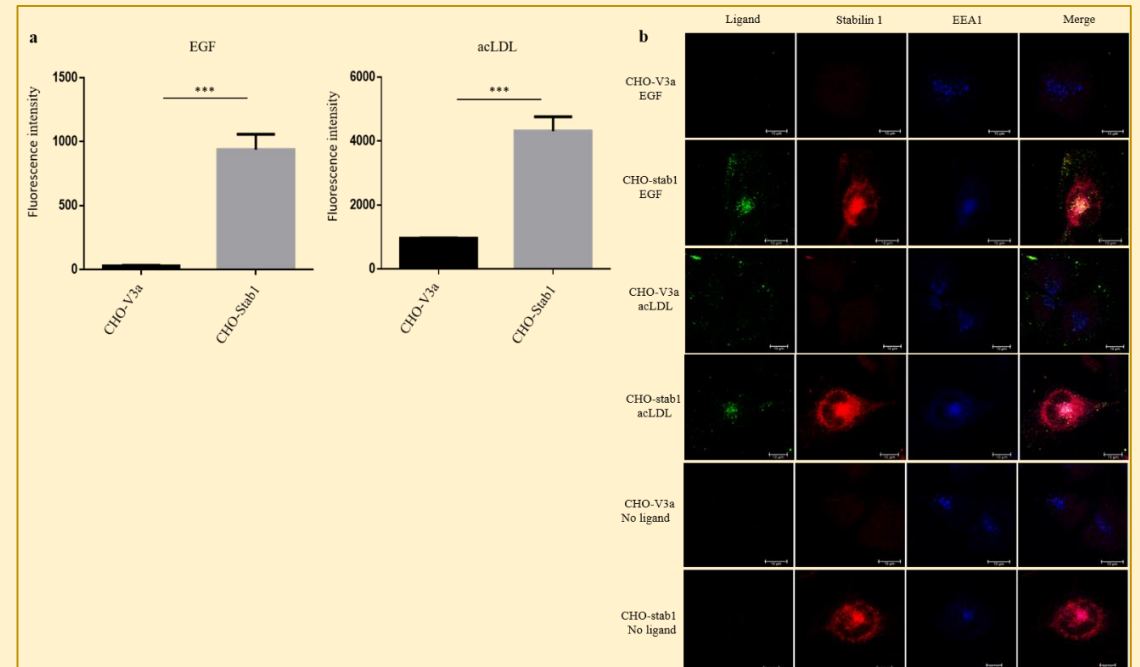 a
EGF
Fluorescence intensity
1500
1000
500
0
***
CHO-V3a
CHO-Stab1
acLDL
Fluorescence intensity
6000
4000
2000
0
***
CHO-V3a
CHO-Stab1
b
Ligand Stabilin 1 EEA1 Merge
CHO-V3a
EGF
CHO-stab1
EGF
CHO-V3a
acLDL
CHO-stab1
acLDL
CHO-V3a
No ligand
CHO-stab1
No ligand